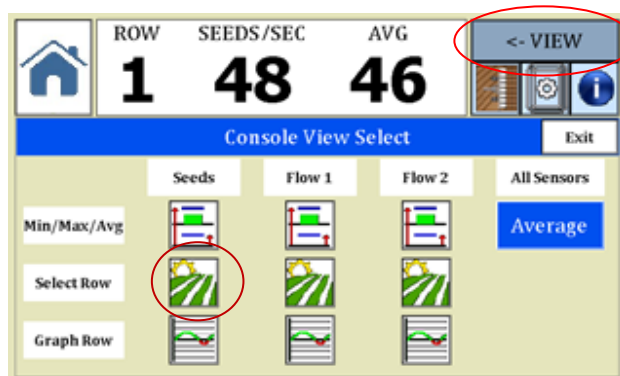 ROW SEEDS/SEC AVG
<- VIEW
1 48 46
Console View Select Exit
Seeds Flow 1 Flow 2 All Sensors
Min/Max/Avg Average
Select Row
Graph Row